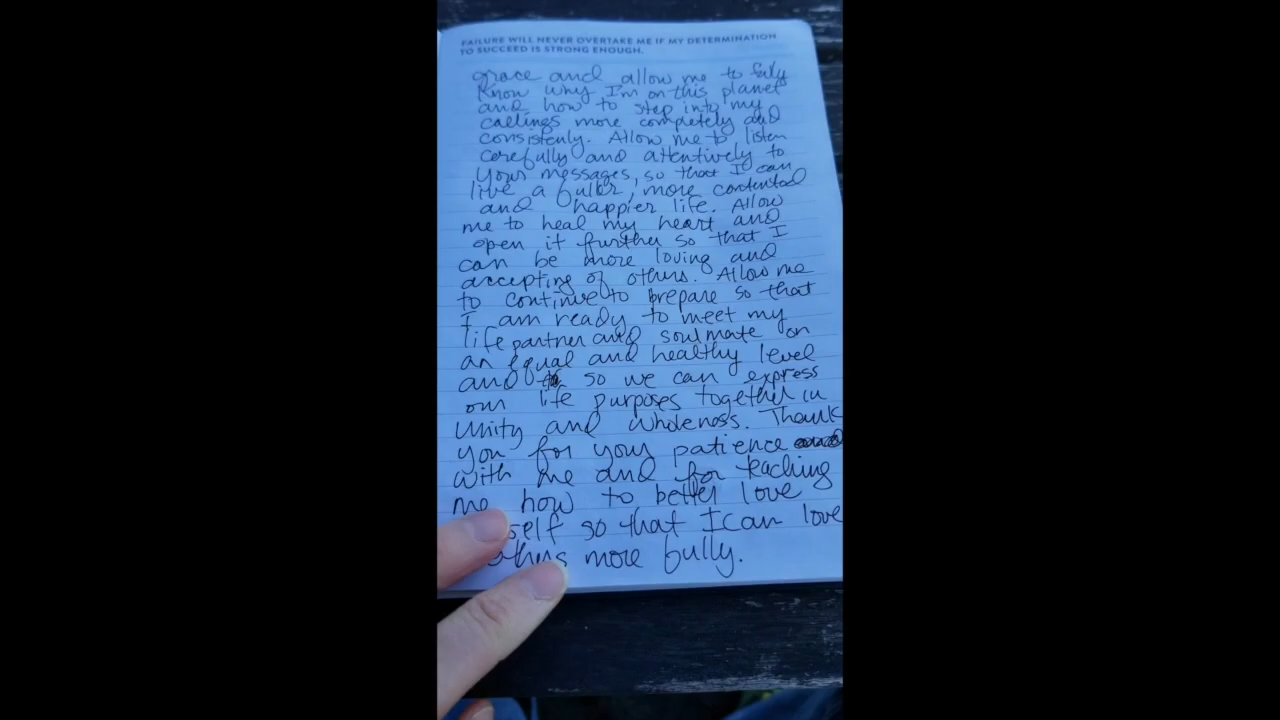 FAILURE WILL NEVER OVERTAKE ME IF MY DETERMINATION
TO SUCCEED IS STRONG ENOUGH.
grace and allow me to fully
know why I'm on this planet
and how to step into my
callings more completely and
consistenly. Allow me to listen
carefully and attentively to
Your messages, so that I can
live a fuller, more contented
and happier life. Allow
me to heal my heart and
open it further so that I
can be more loving and
accepting of others. Allow me
to continue to prepare so that
I am ready to meet my
life partner and soulmate on
an equal and healthy level
and so we can express
our life purposes together in
unity and wholeness. Thank
you for your patience
with me and for teaching
me how to better love
self so that I can love
others more fully.